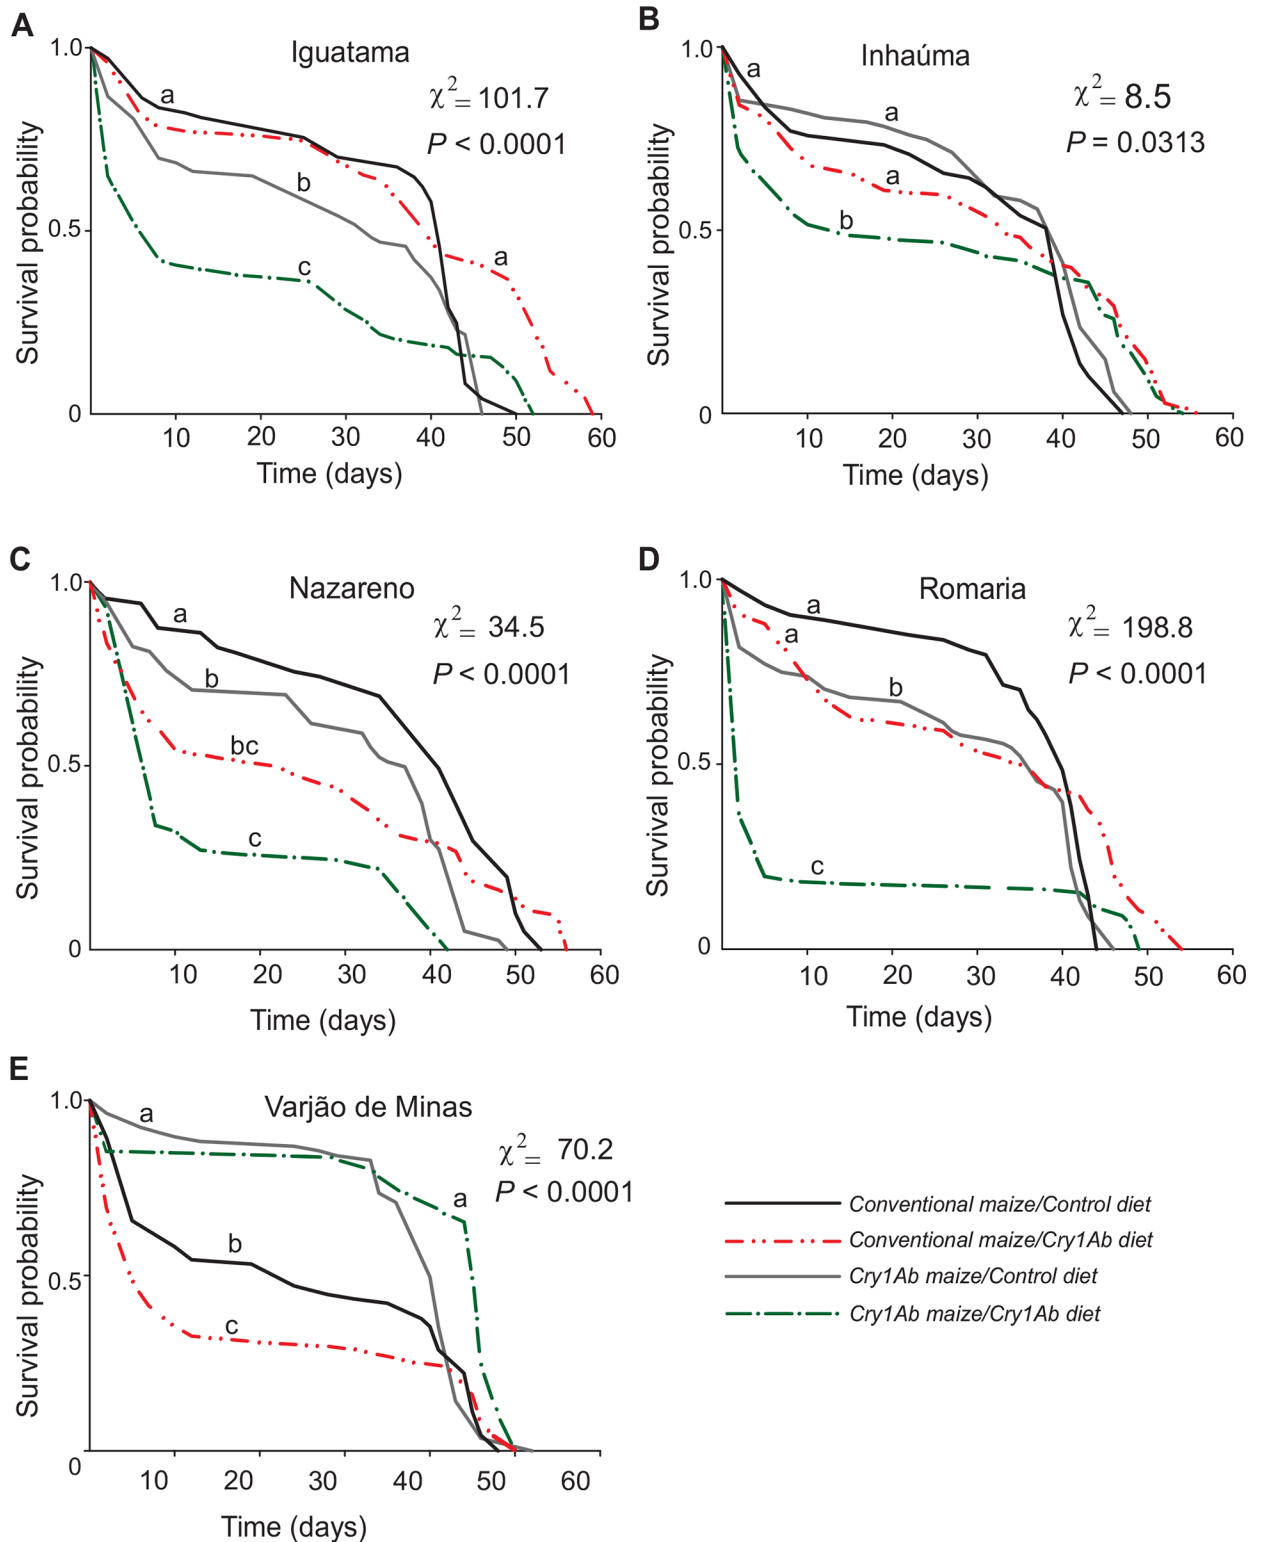 A
Iguatama
χ2= 101.7
P < 0.0001
1.0
0.5
0
a
b
c
a
10 20 30 40 50 60
Survival probability
Time (days)
B
Inhaúma
χ2= 8.5
P = 0.0313
1.0
0.5
0
a
a
a
b
10 20 30 40 50 60
Survival probability
Time (days)
C
Nazareno
χ2= 34.5
P < 0.0001
1.0
0.5
0
a
b
bc
c
10 20 30 40 50 60
Survival probability
Time (days)
D
Romaria
χ2= 198.8
P < 0.0001
1.0
0.5
0
a
a
b
c
10 20 30 40 50 60
Survival probability
Time (days)
E
Varjão de Minas
χ2= 70.2
P < 0.0001
1.0
0.5
0
a
a
b
c
10 20 30 40 50 60
Survival probability
Time (days)
Conventional maize/Control diet
Conventional maize/Cry1Ab diet
Cry1Ab maize/Control diet
Cry1Ab maize/Cry1Ab diet